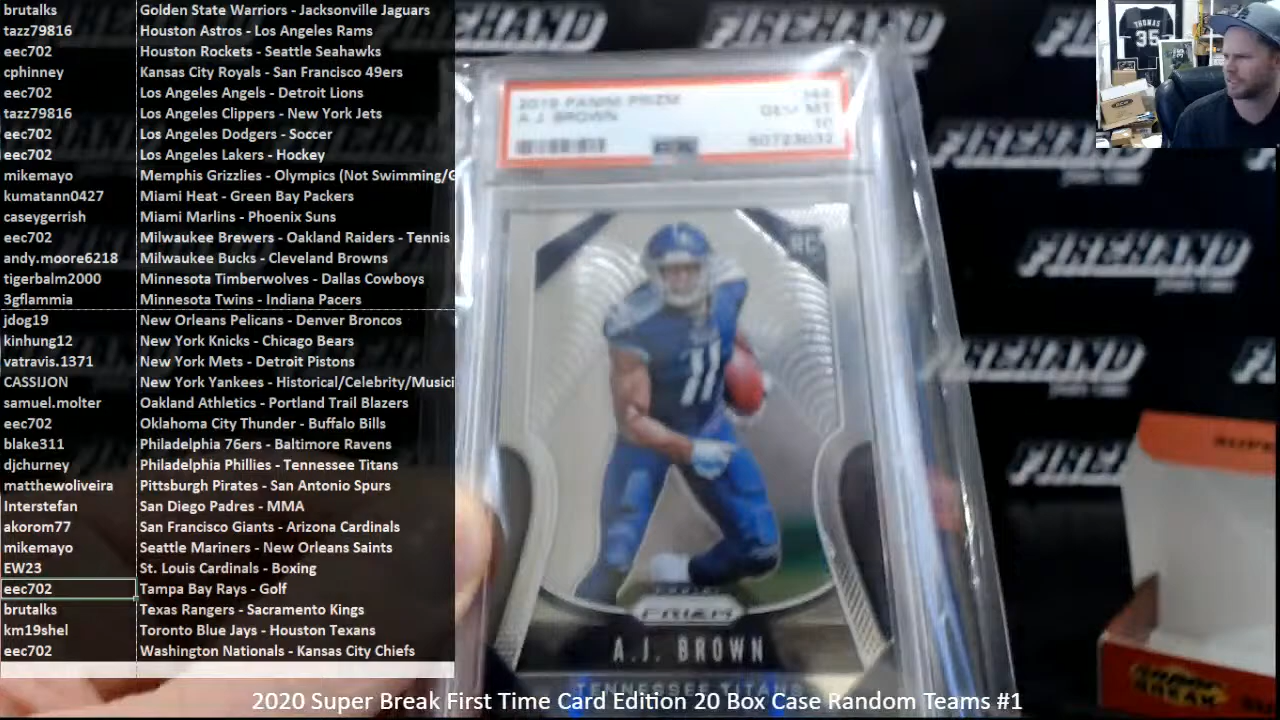 brutalks Golden State Warriors - Jacksonville Jaguars
tazz79816 Houston Astros - Los Angeles Rams
eec702 Houston Rockets - Seattle Seahawks
cphinney Kansas City Royals - San Francisco 49ers
eec702 Los Angeles Angels - Detroit Lions
tazz79816 Los Angeles Clippers - New York Jets
eec702 Los Angeles Dodgers - Soccer
eec702 Los Angeles Lakers - Hockey
mikemayo Memphis Grizzlies - Olympics (Not Swimming/G
kumatann0427 Miami Heat - Green Bay Packers
caseygerrish Miami Marlins - Phoenix Suns
eec702 Milwaukee Brewers - Oakland Raiders - Tennis
andy.moore6218 Milwaukee Bucks - Cleveland Browns
tigerbalm2000 Minnesota Timberwolves - Dallas Cowboys
3gflammia Minnesota Twins - Indiana Pacers
jdog19 New Orleans Pelicans - Denver Broncos
kinhung12 New York Knicks - Chicago Bears
vatravis.1371 New York Mets - Detroit Pistons
CASSIJON New York Yankees - Historical/Celebrity/Musici
samuel.molter Oakland Athletics - Portland Trail Blazers
eec702 Oklahoma City Thunder - Buffalo Bills
blake311 Philadelphia 76ers - Baltimore Ravens
djchurney Philadelphia Phillies - Tennessee Titans
matthewoliveira Pittsburgh Pirates - San Antonio Spurs
Interstefan San Diego Padres - MMA
akorom77 San Francisco Giants - Arizona Cardinals
mikemayo Seattle Mariners - New Orleans Saints
EW23 St. Louis Cardinals - Boxing
eec702 Tampa Bay Rays - Golf
brutalks Texas Rangers - Sacramento Kings
km19shel Toronto Blue Jays - Houston Texans
eec702 Washington Nationals - Kansas City Chiefs
2019 PANINI PRIZM #44
A.J. BROWN GEM MT
10
RC
11
PRIZM
A.J. BROWN
TENNESSEE TITANS
THOMAS
35
FIREHAND
FIREHAND
FIREHAND
FIREHAND
SUPER
BREAK
2020 Super Break First Time Card Edition 20 Box Case Random Teams #1